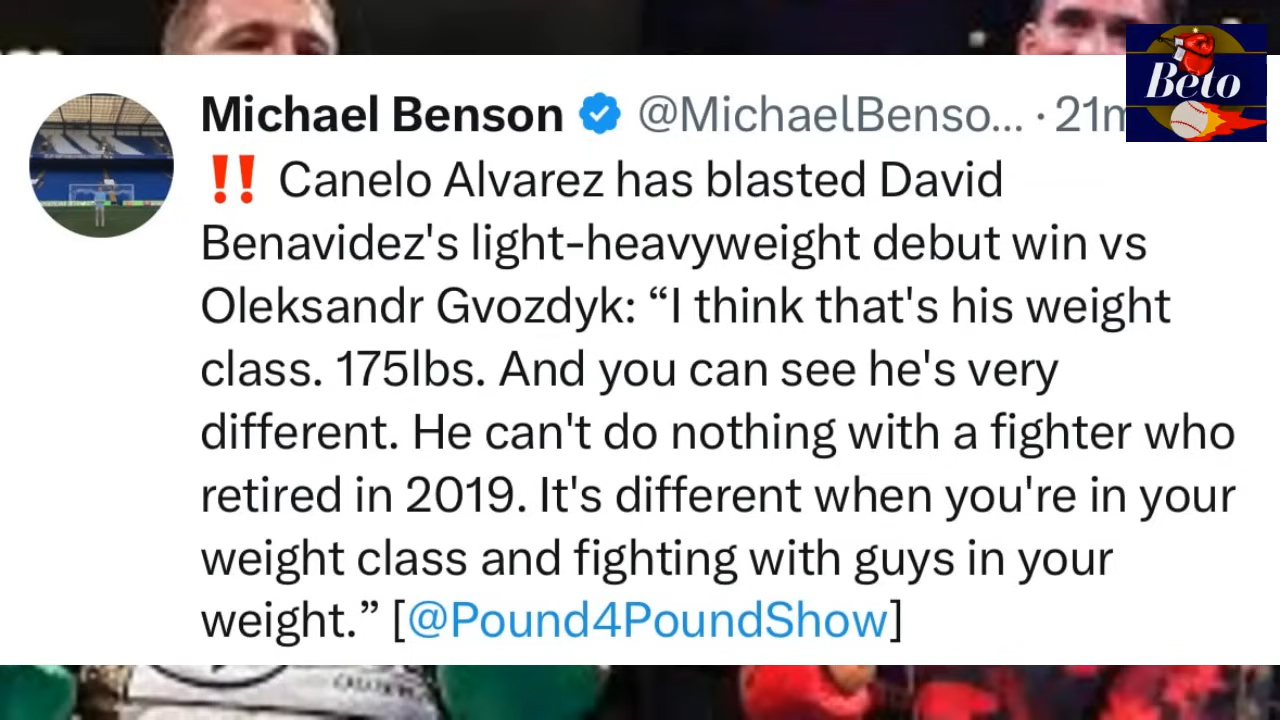 Michael Benson @MichaelBenso... · 21m
‼️ Canelo Alvarez has blasted David
Benavidez's light-heavyweight debut win vs
Oleksandr Gvozdyk: “I think that's his weight
class. 175lbs. And you can see he's very
different. He can't do nothing with a fighter who
retired in 2019. It's different when you're in your
weight class and fighting with guys in your
weight.” [@Pound4PoundShow]
Beto